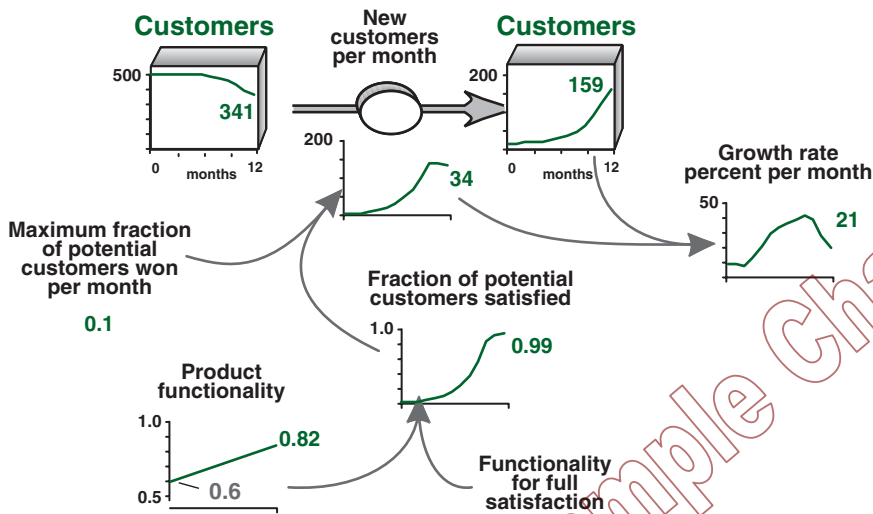 Customers
New
customers
per month
Customers
500
341
0
12
months
200
34
200
159
0
12
months
Growth rate
percent per month
50
21
Maximum fraction
of potential
customers won
per month
0.1
Fraction of potential
customers satisfied
1.0
0.99
Product
functionality
1.0
0.82
0.6
0.5
Functionality
for full
satisfaction